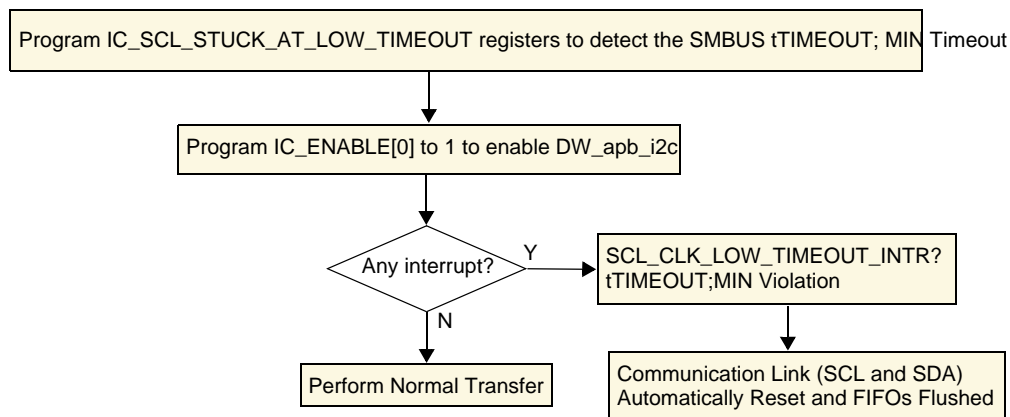 Program IC_SCL_STUCK_AT_LOW_TIMEOUT registers to detect the SMBUS tTIMEOUT; MIN Timeout
Program IC_ENABLE[0] to 1 to enable DW_apb_i2c
Any interrupt?
Y
SCL_CLK_LOW_TIMEOUT_INTR?
tTIMEOUT;MIN Violation
N
Perform Normal Transfer
Communication Link (SCL and SDA)
Automatically Reset and FIFOs Flushed